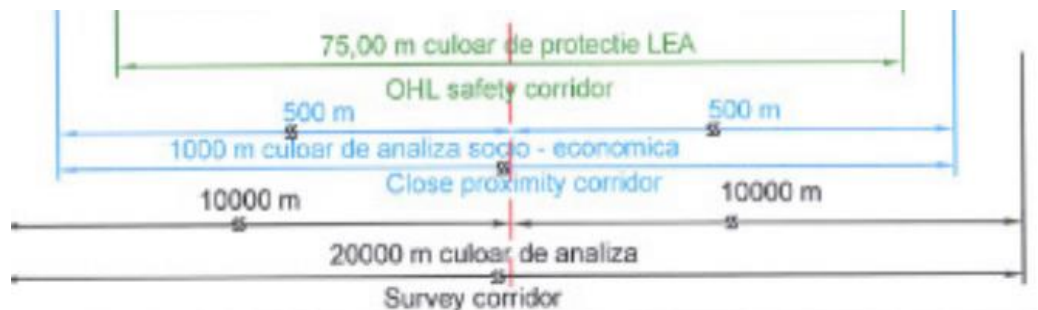 75,00 m culoar de protectie LEA
OHL safety corridor
500 m
500 m
1000 m culoar de analiza socio - economica
Close proximity corridor
10000 m
10000 m
20000 m culoar de analiza
Survey corridor